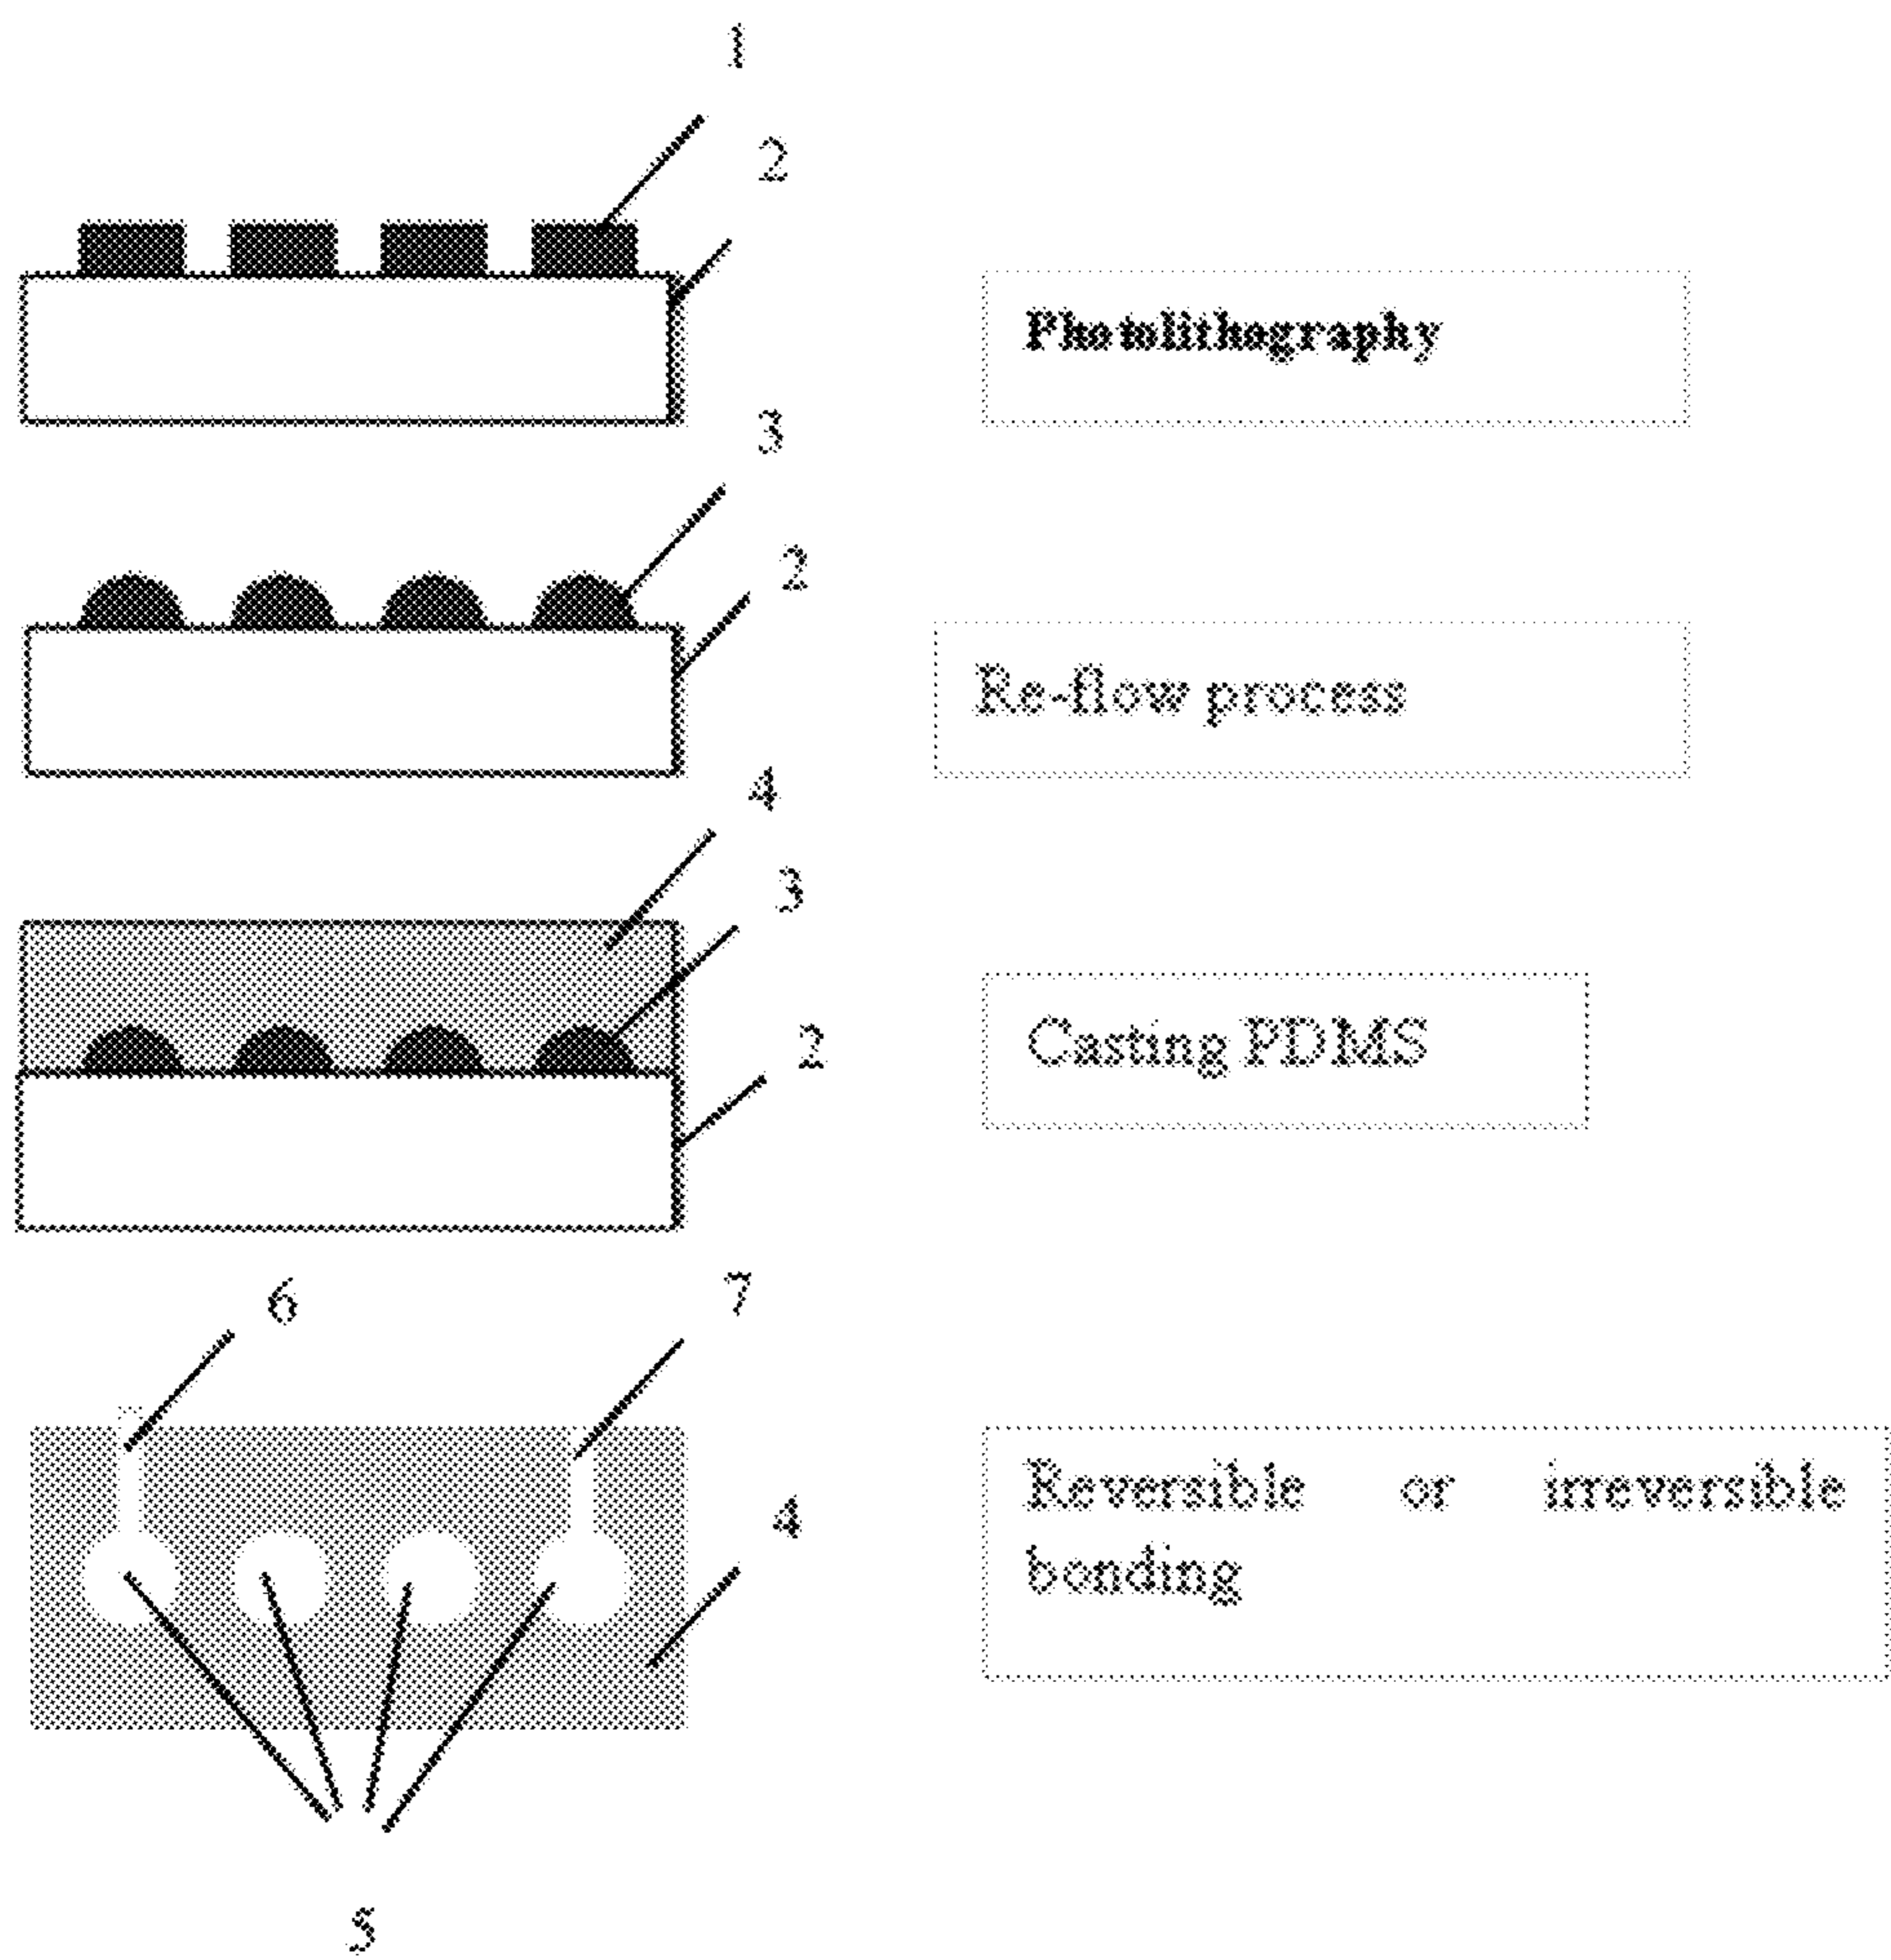 1
2
Photolithography
3
2
Re-flow process
4
3
Casting PDMS
2
6
7
Reversible or irreversible
4
bonding
5